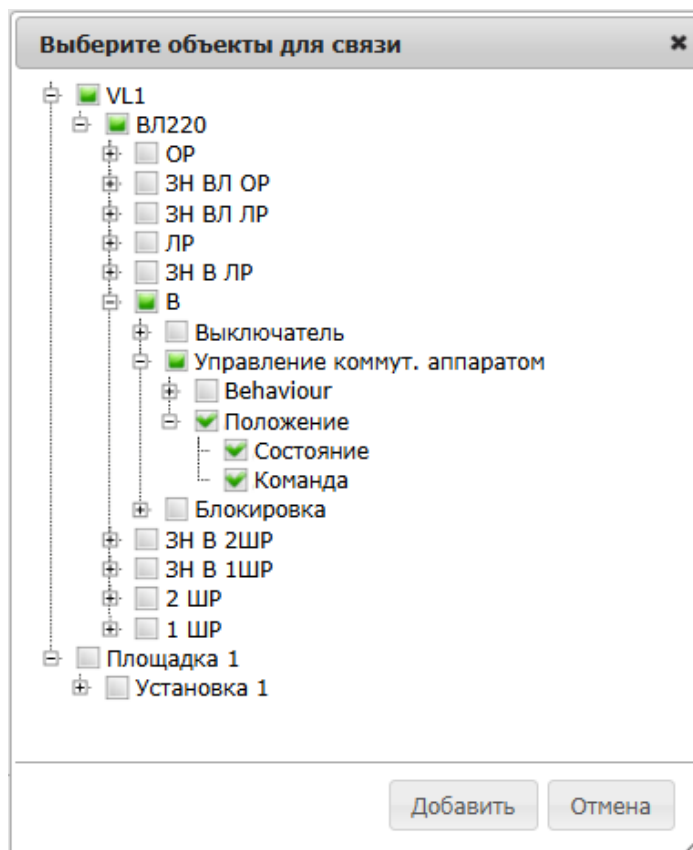 Выберите объекты для связи
VL1
ВЛ220
ОР
ЗН ВЛ ОР
ЗН ВЛ ЛР
ЛР
ЗН В ЛР
В
Выключатель
Управление коммут. аппаратом
Behaviour
Положение
Состояние
Команда
Блокировка
ЗН В 2ШР
ЗН В 1ШР
2 ШР
1 ШР
Площадка 1
Установка 1
Добавить Отмена